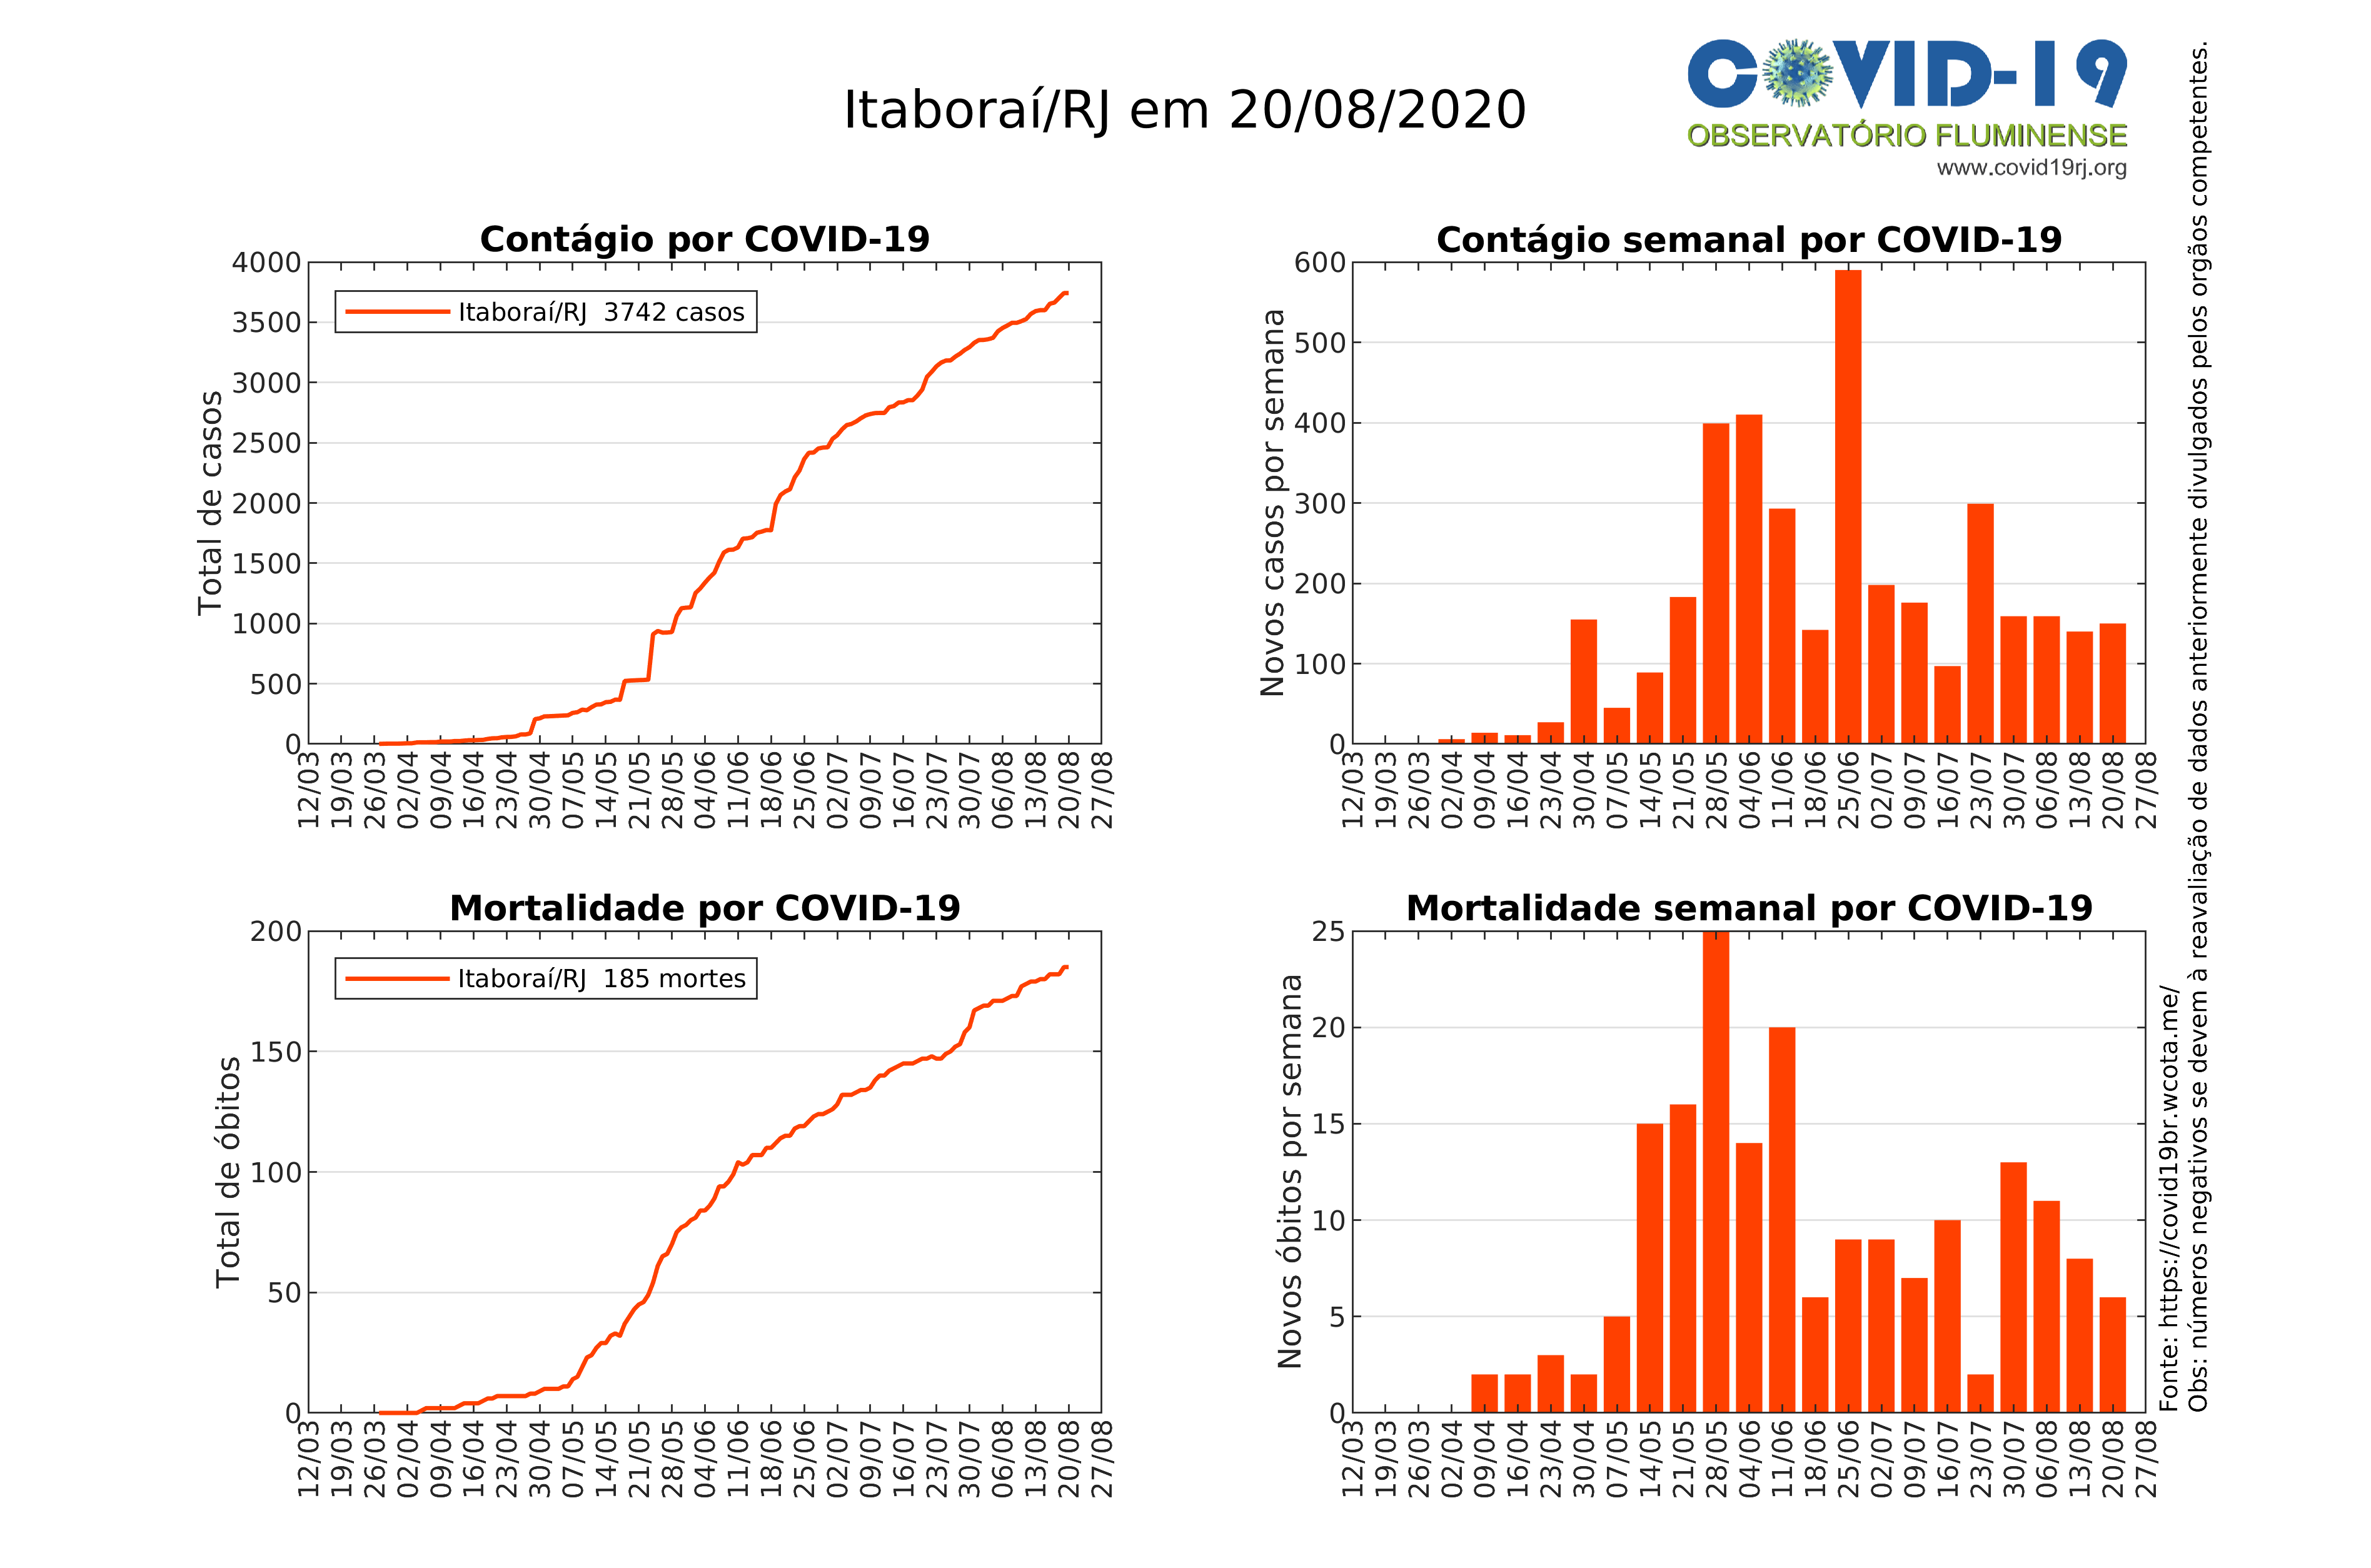 Itaboraí/RJ em 20/08/2020
COVID-19
OBSERVATÓRIO FLUMINENSE
www.covid19rj.org
Contágio por COVID-19
Total de casos
4000
3500
3000
2500
2000
1500
1000
500
0
Itaboraí/RJ 3742 casos
12/03 19/03 26/03 02/04 09/04 16/04 23/04 30/04 07/05 14/05 21/05 28/05 04/06 11/06 18/06 25/06 02/07 09/07 16/07 23/07 30/07 06/08 13/08 20/08 27/08
Contágio semanal por COVID-19
Novos casos por semana
600
500
400
300
200
100
0
12/03 19/03 26/03 02/04 09/04 16/04 23/04 30/04 07/05 14/05 21/05 28/05 04/06 11/06 18/06 25/06 02/07 09/07 16/07 23/07 30/07 06/08 13/08 20/08 27/08
Mortalidade por COVID-19
Total de óbitos
200
150
100
50
0
Itaboraí/RJ 185 mortes
12/03 19/03 26/03 02/04 09/04 16/04 23/04 30/04 07/05 14/05 21/05 28/05 04/06 11/06 18/06 25/06 02/07 09/07 16/07 23/07 30/07 06/08 13/08 20/08 27/08
Mortalidade semanal por COVID-19
Novos óbitos por semana
25
20
15
10
5
0
12/03 19/03 26/03 02/04 09/04 16/04 23/04 30/04 07/05 14/05 21/05 28/05 04/06 11/06 18/06 25/06 02/07 09/07 16/07 23/07 30/07 06/08 13/08 20/08 27/08
Fonte: https://covid19br.wcota.me/
Obs: números negativos se devem à reavaliação de dados anteriormente divulgados pelos orgãos competentes.